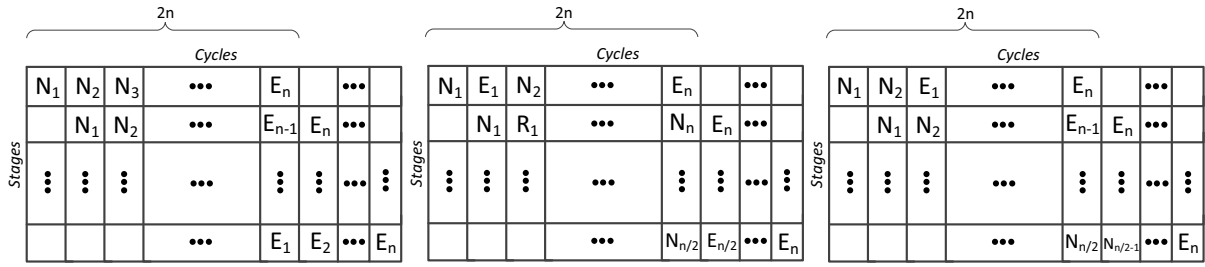 2n
Cycles
N1 N2 N3 ••• En •••
N1 N2 ••• En-1 En •••
Stages
••• E1 E2 ••• En
2n
Cycles
N1 E1 N2 ••• En •••
N1 R1 ••• Nn En •••
Stages
••• Nn/2 En/2 ••• En
2n
Cycles
N1 N2 E1 ••• En •••
N1 N2 ••• En-1 En •••
Stages
••• Nn/2 Nn/2-1 ••• En